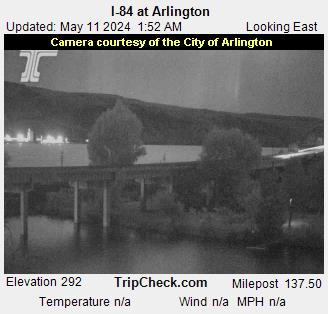 I-84 at Arlington
Updated: May 11 2024 1:52 AM Looking East
Camera courtesy of the City of Arlington
Elevation 292 TripCheck.com Milepost 137.50
Temperature n/a Wind n/a MPH n/a